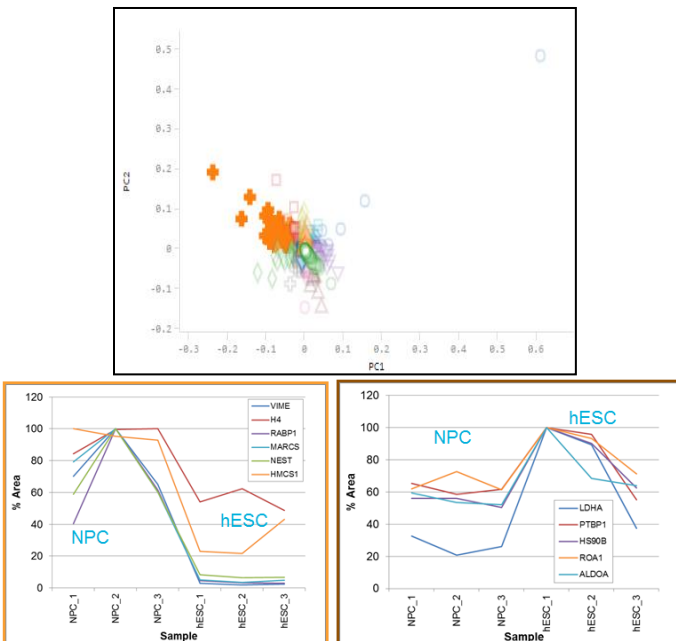 0.5
0.4
0.3
0.2
0.1
0
-0.1
-0.2
PC2
-0.3 -0.2 -0.1 0 0.1 0.2 0.3 0.4 0.5 0.6
PC1
120
100
80
60
40
20
0
% Area
VIME
H4
RABP1
MARCS
NEST
HMCS1
NPC
hESC
NPC_1 NPC_2 NPC_3 hESC_1 hESC_2 hESC_3
Sample
120
100
80
60
40
20
0
% Area
NPC
hESC
LDHA
PTBP1
HS90B
ROA1
ALDOA
NPC_1 NPC_2 NPC_3 hESC_1 hESC_2 hESC_3
Sample